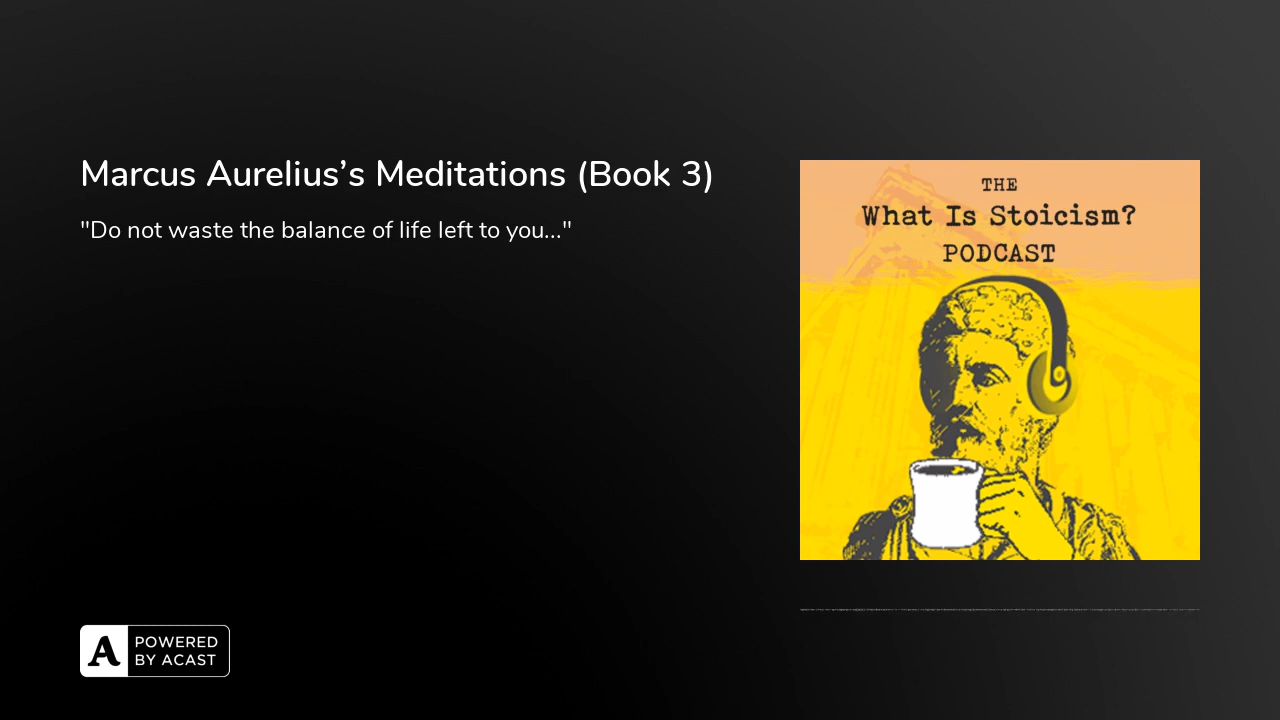 Marcus Aurelius’s Meditations (Book 3)
"Do not waste the balance of life left to you..."
THE
What Is Stoicism?
PODCAST
A
POWERED
BY ACAST